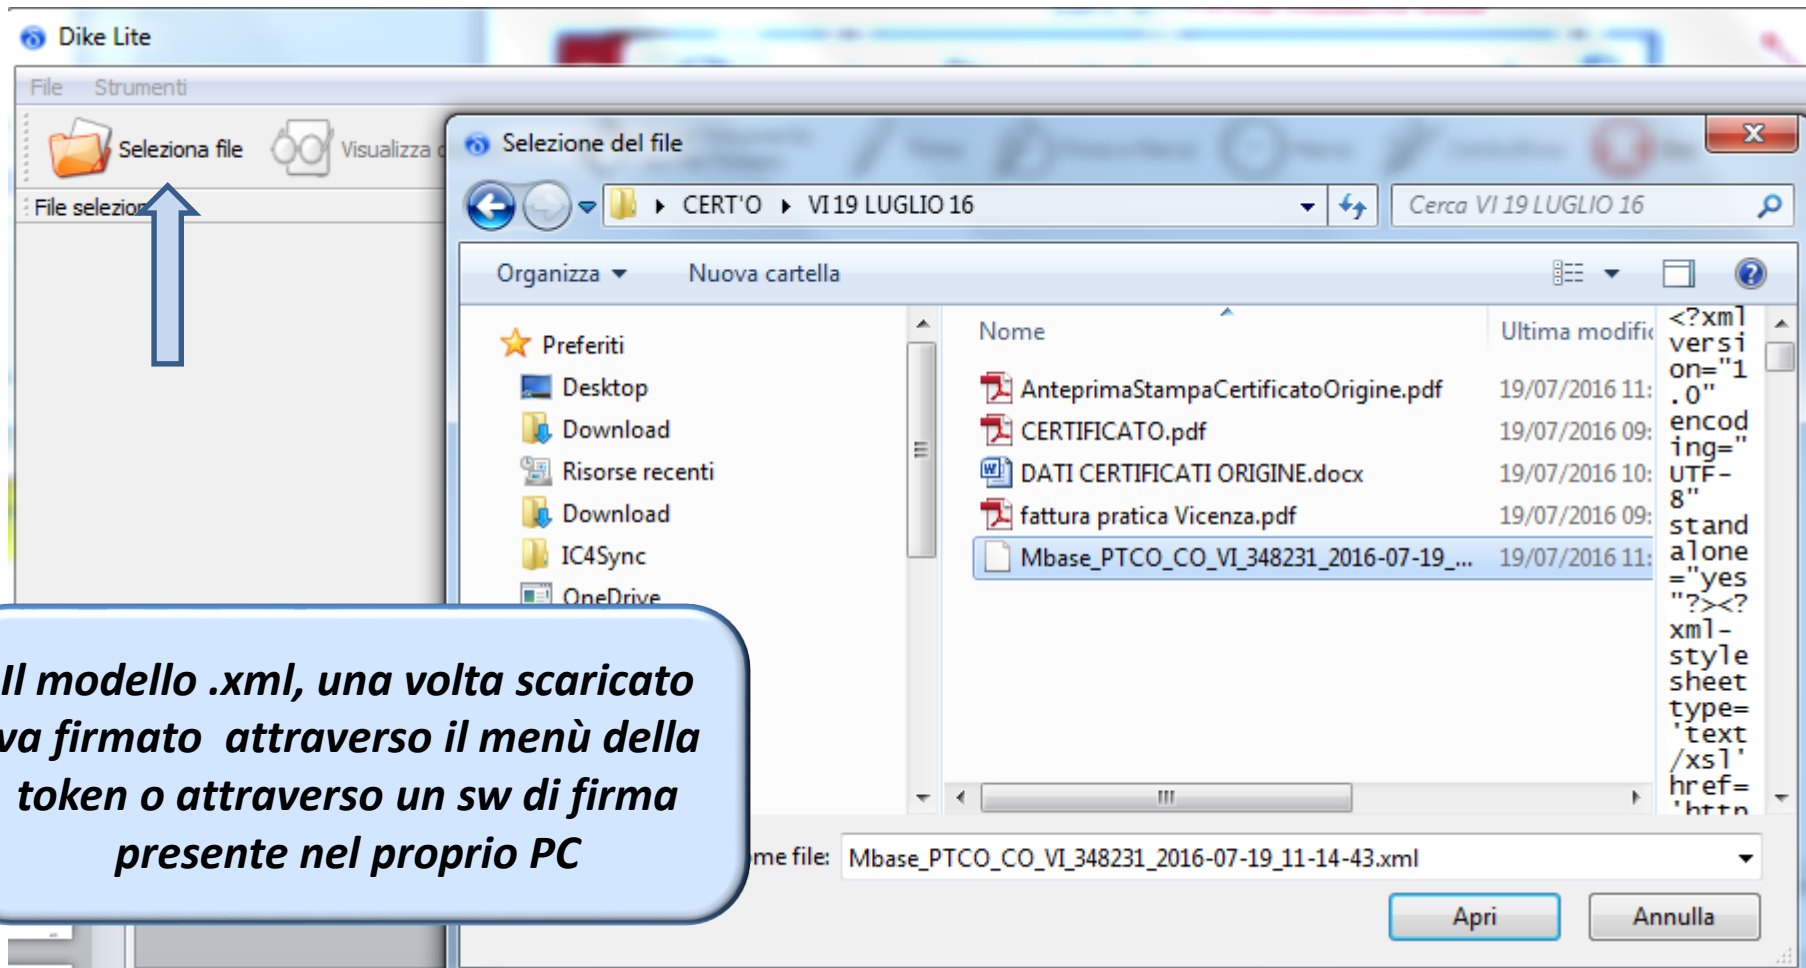 Dike Lite
File Strumenti
Seleziona file Visualizza
File selezion
Selezione del file
CERT'O VI 19 LUGLIO 16
Cerca VI 19 LUGLIO 16
Organizza Nuova cartella
Preferiti
Desktop
Download
Risorse recenti
Download
IC4Sync
OneDrive
Nome Ultima modific
AnteprimaStampaCertificatoOrigine.pdf 19/07/2016 11:
CERTIFICATO.pdf 19/07/2016 09:
DATI CERTIFICATI ORIGINE.docx 19/07/2016 10:
fattura pratica Vicenza.pdf 19/07/2016 09:
Mbase_PTCO_CO_VI_348231_2016-07-19_... 19/07/2016 11:
<?xml
versi
on="1
.0"
encod
ing="
UTF-
8"
stand
alone
="yes
"?><?
xml-
style
sheet
type=
'text
/xsl'
href=
'http
Il modello .xml, una volta scaricato
va firmato attraverso il menù della
token o attraverso un sw di firma
presente nel proprio PC
me file: Mbase_PTCO_CO_VI_348231_2016-07-19_11-14-43.xml
Apri Annulla